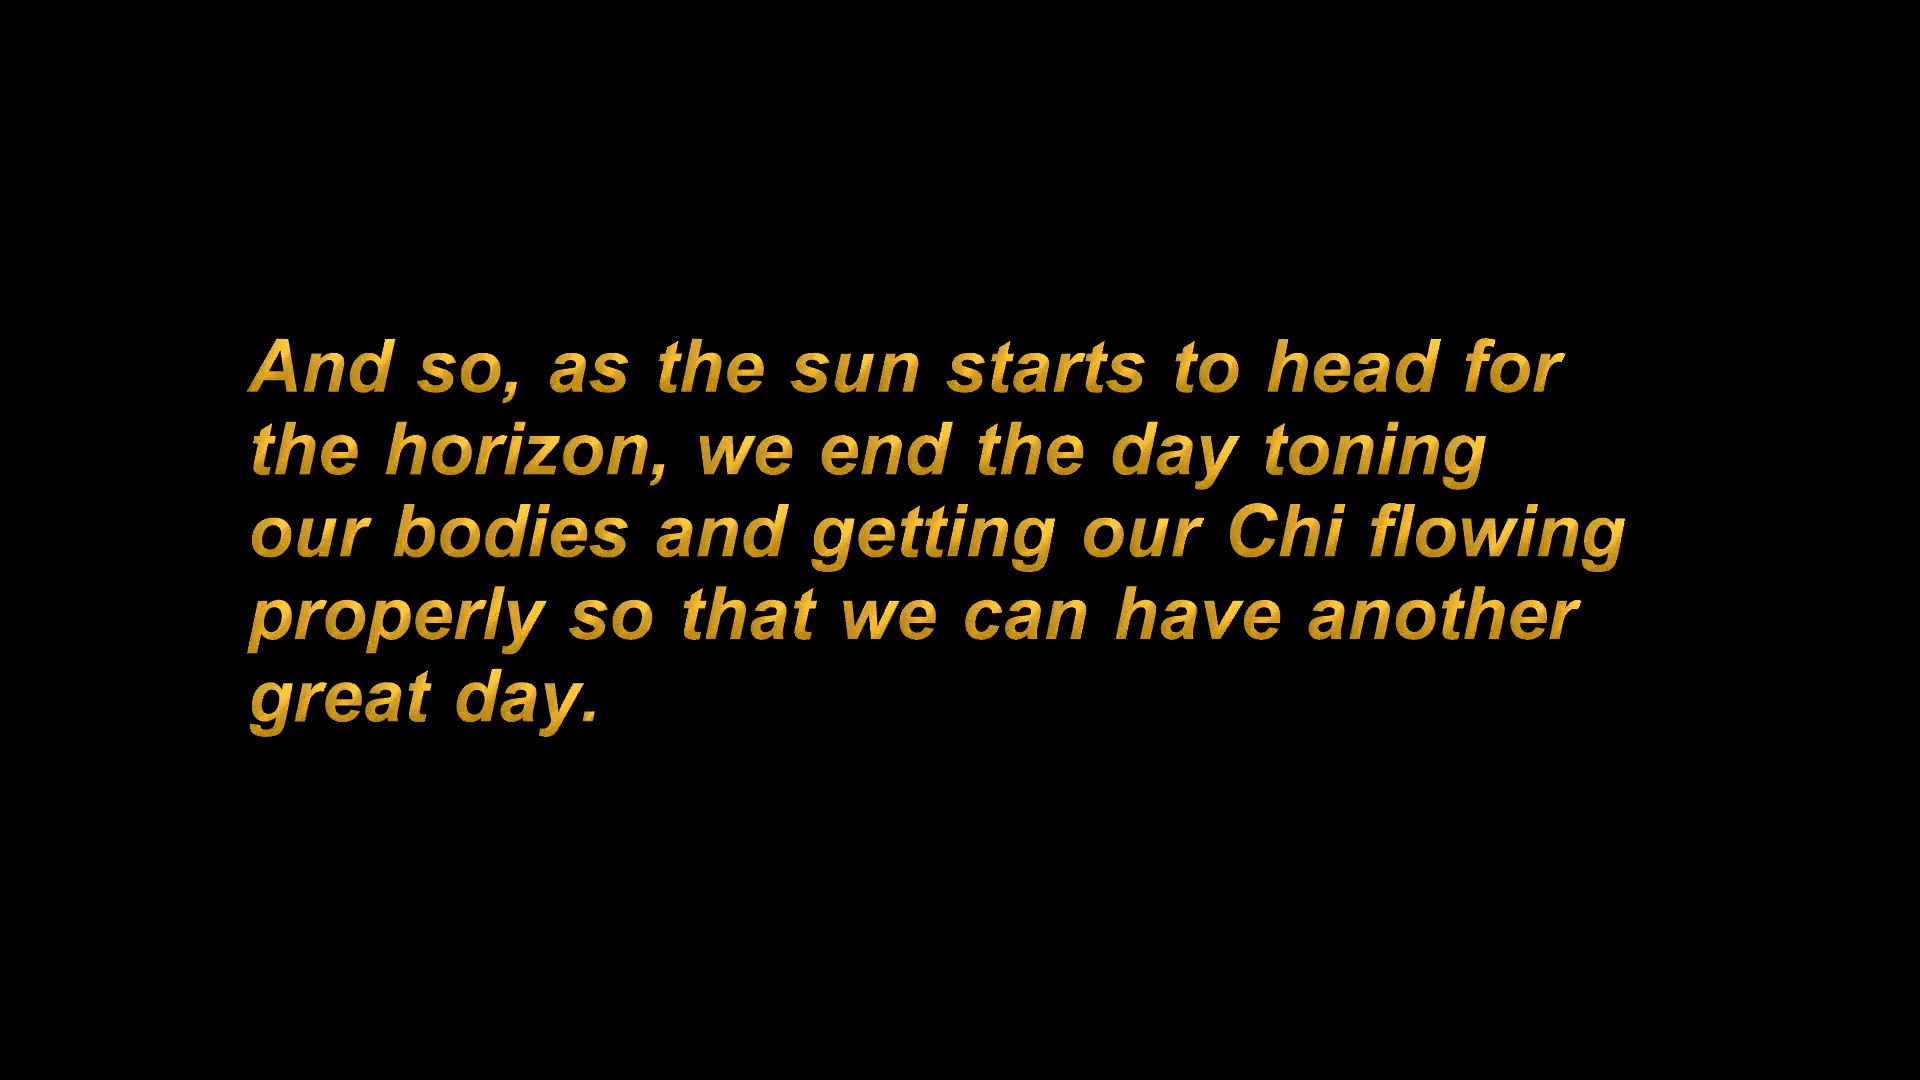 And so, as the sun starts to head for
the horizon, we end the day toning
our bodies and getting our Chi flowing
properly so that we can have another
great day.